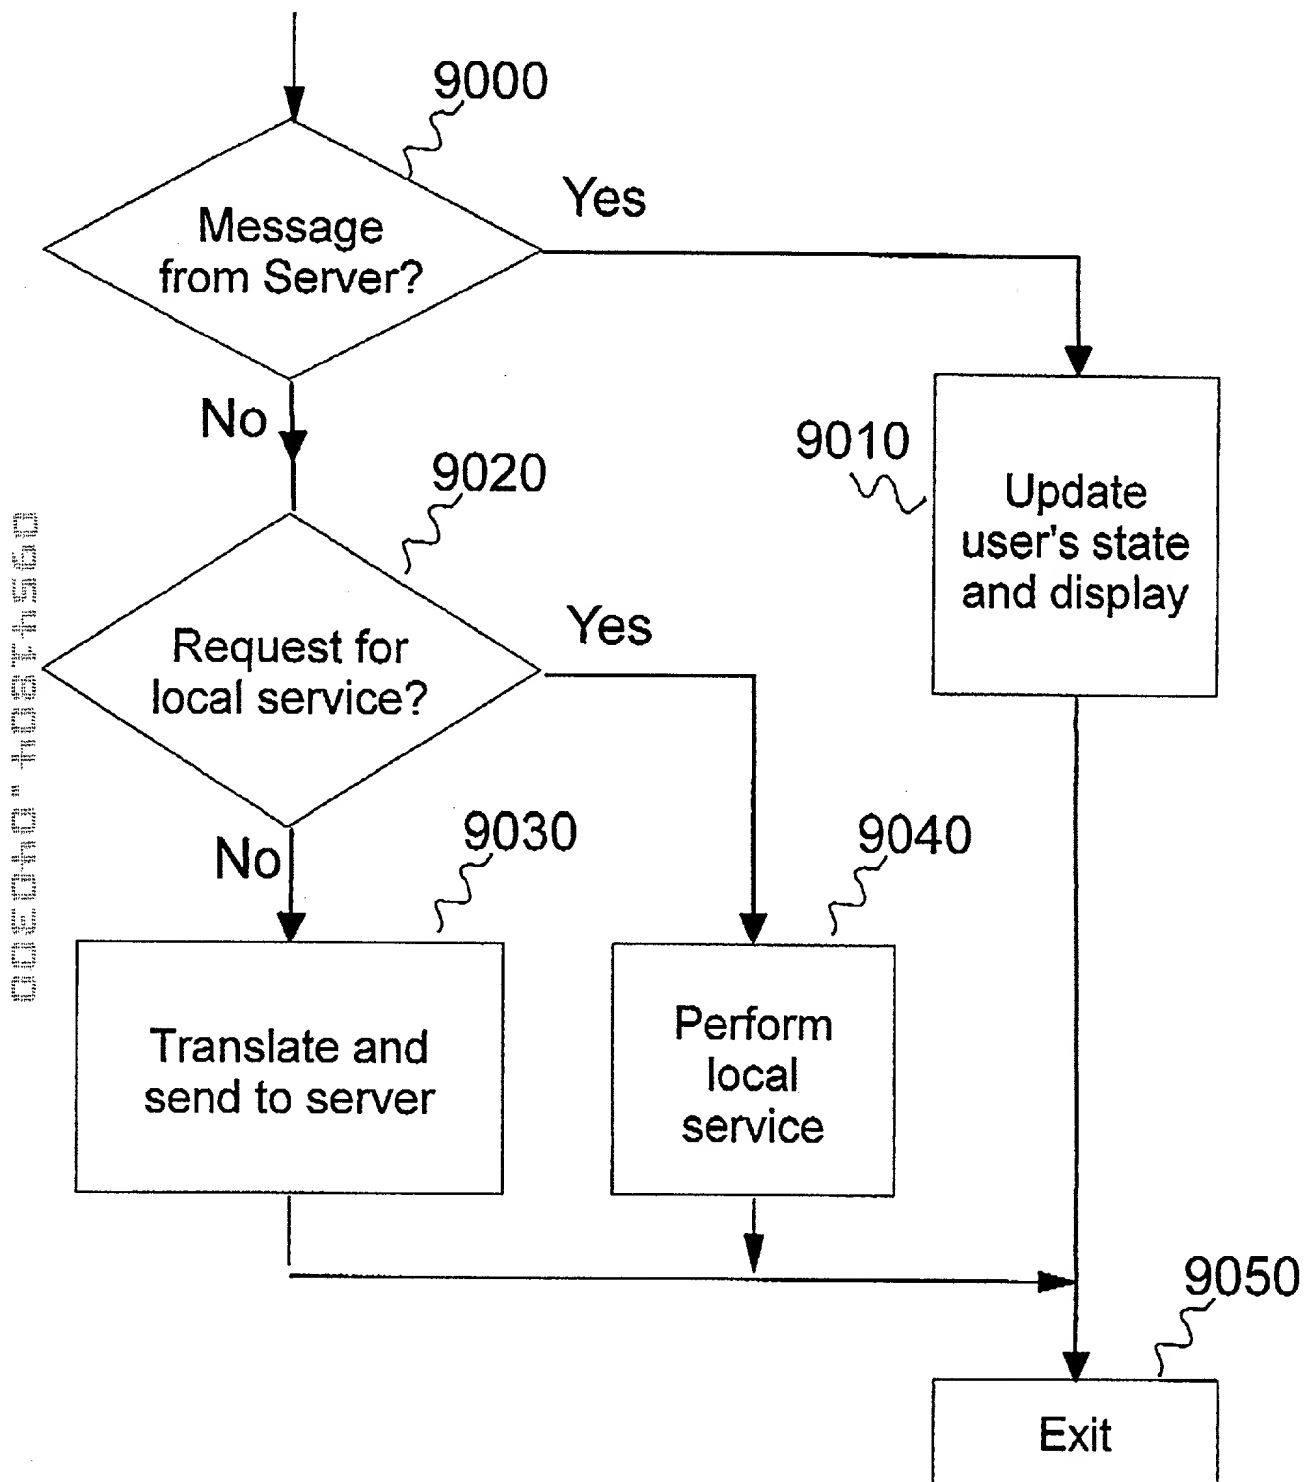 9000
Yes
Message
from Server?
No
9010
Update
user's state
and display
9020
Yes
Request for
local service?
No
9030
9040
Translate and
send to server
Perform
local
service
9050
Exit